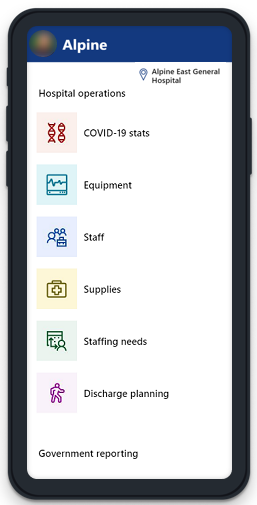 Alpine
Alpine East General
Hospital
Hospital operations
COVID-19 stats
Equipment
Staff
Supplies
Staffing needs
Discharge planning
Government reporting